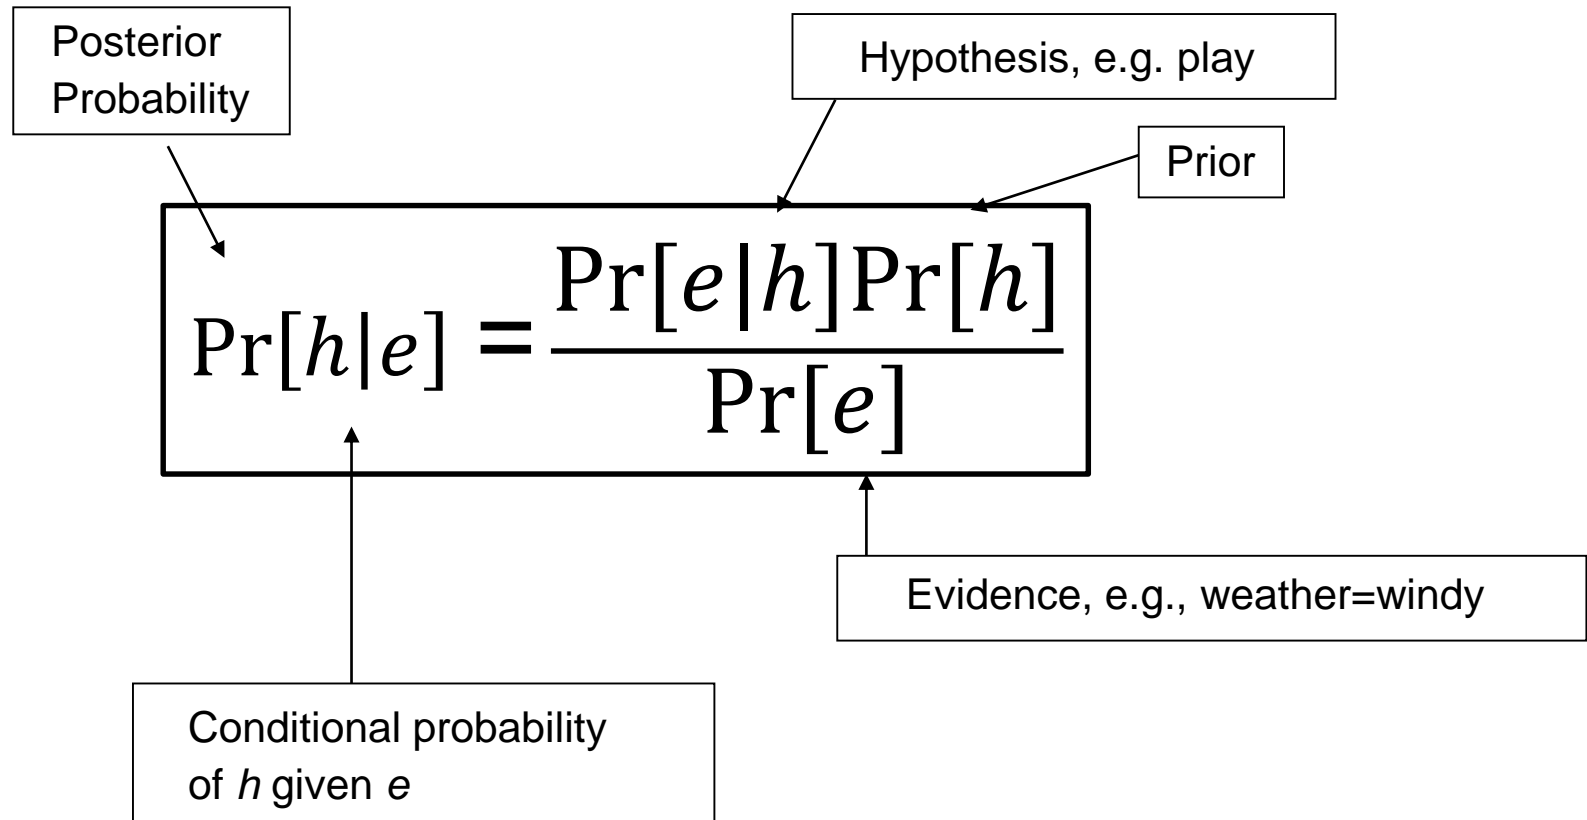 Posterior
Probability
Hypothesis, e.g. play
Prior
Pr[e|h]Pr[h]
Pr[h|e] =
Pr[e]
Evidence, e.g., weather=windy
Conditional probability
of h given e